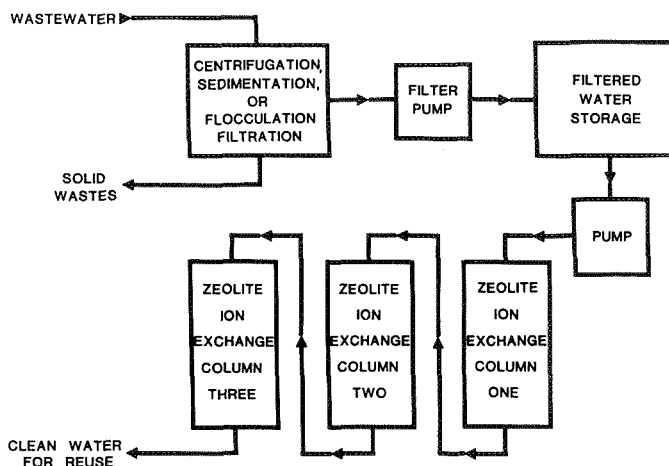 WASTEWATER
CENTRIFUGATION,
SEDIMENTATION,
OR
FLOCCULATION
FILTRATION
FILTER
PUMP
FILTERED
WATER
STORAGE
SOLID
WASTES
PUMP
ZEOLITE
ION
EXCHANGE
COLUMN
THREE
ZEOLITE
ION
EXCHANGE
COLUMN
TWO
ZEOLITE
ION
EXCHANGE
COLUMN
ONE
CLEAN WATER
FOR REUSE